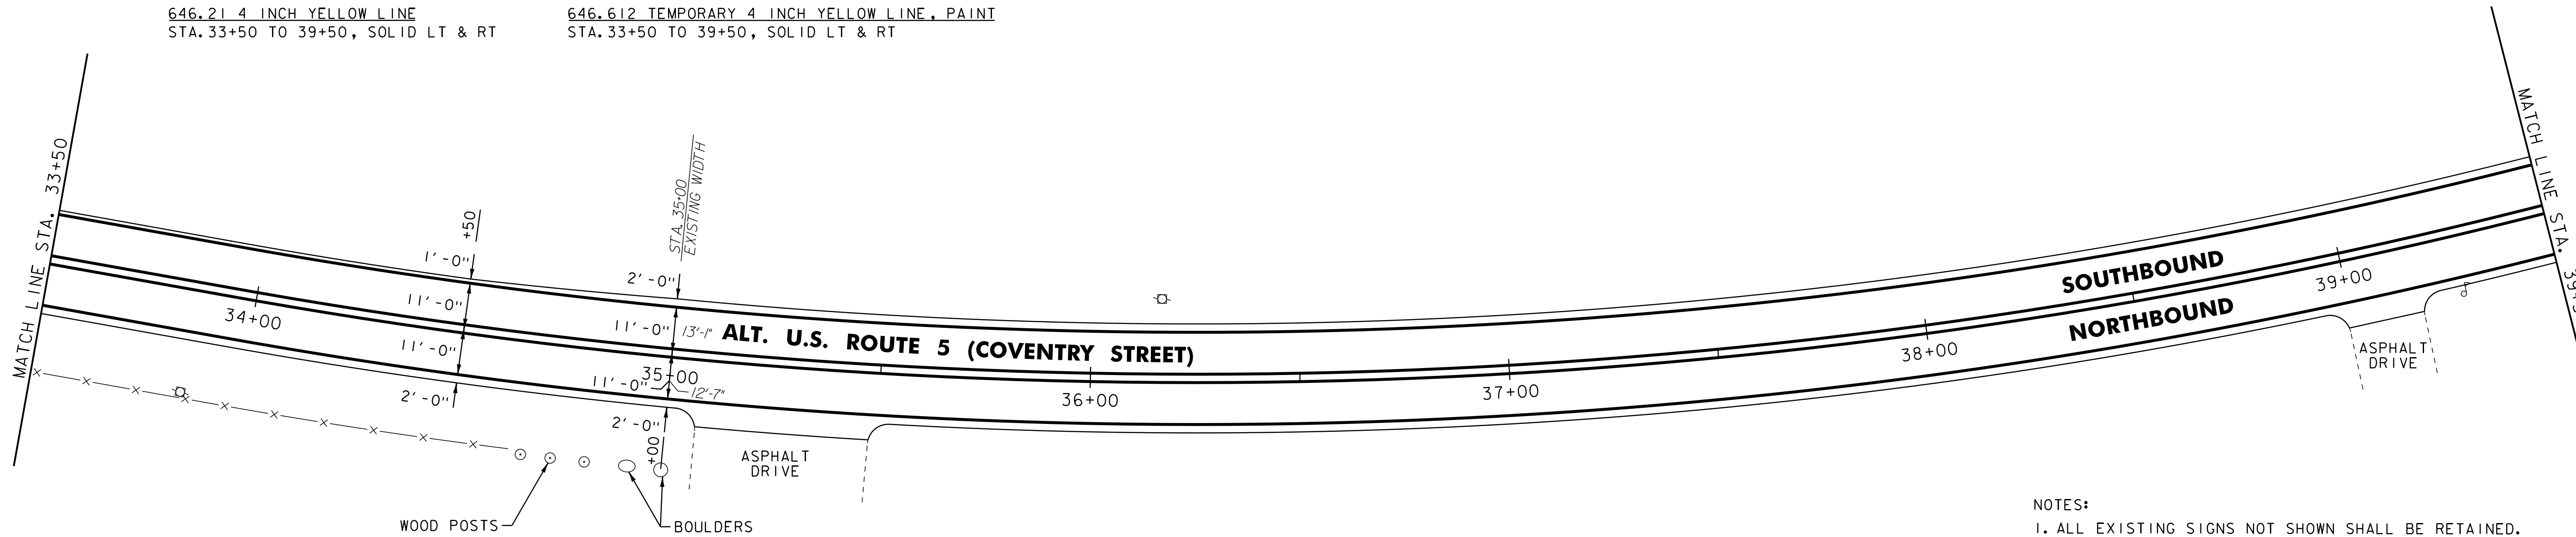 646.21 4 INCH YELLOW LINE
STA.33+50 TO 39+50, SOLID LT & RT
646.612 TEMPORARY 4 INCH YELLOW LINE, PAINT
STA.33+50 TO 39+50, SOLID LT & RT
MATCH LINE STA. 33+50
34+00
+50
1'-0"
11'-0"
11'-0"
2'-0"
STA. 35+00
EXISTING WIDTH
2'-0"
11'-0"
13'-1"
35+00
11'-0"
12'-7"
2'-0"
+00
ALT. U.S. ROUTE 5 (COVENTRY STREET)
36+00
37+00
38+00
39+00
SOUTHBOUND
NORTHBOUND
ASPHALT
DRIVE
ASPHALT
DRIVE
WOOD POSTS
BOULDERS
MATCH LINE STA.
NOTES:
1. ALL EXISTING SIGNS NOT SHOWN SHALL BE RETAINED.